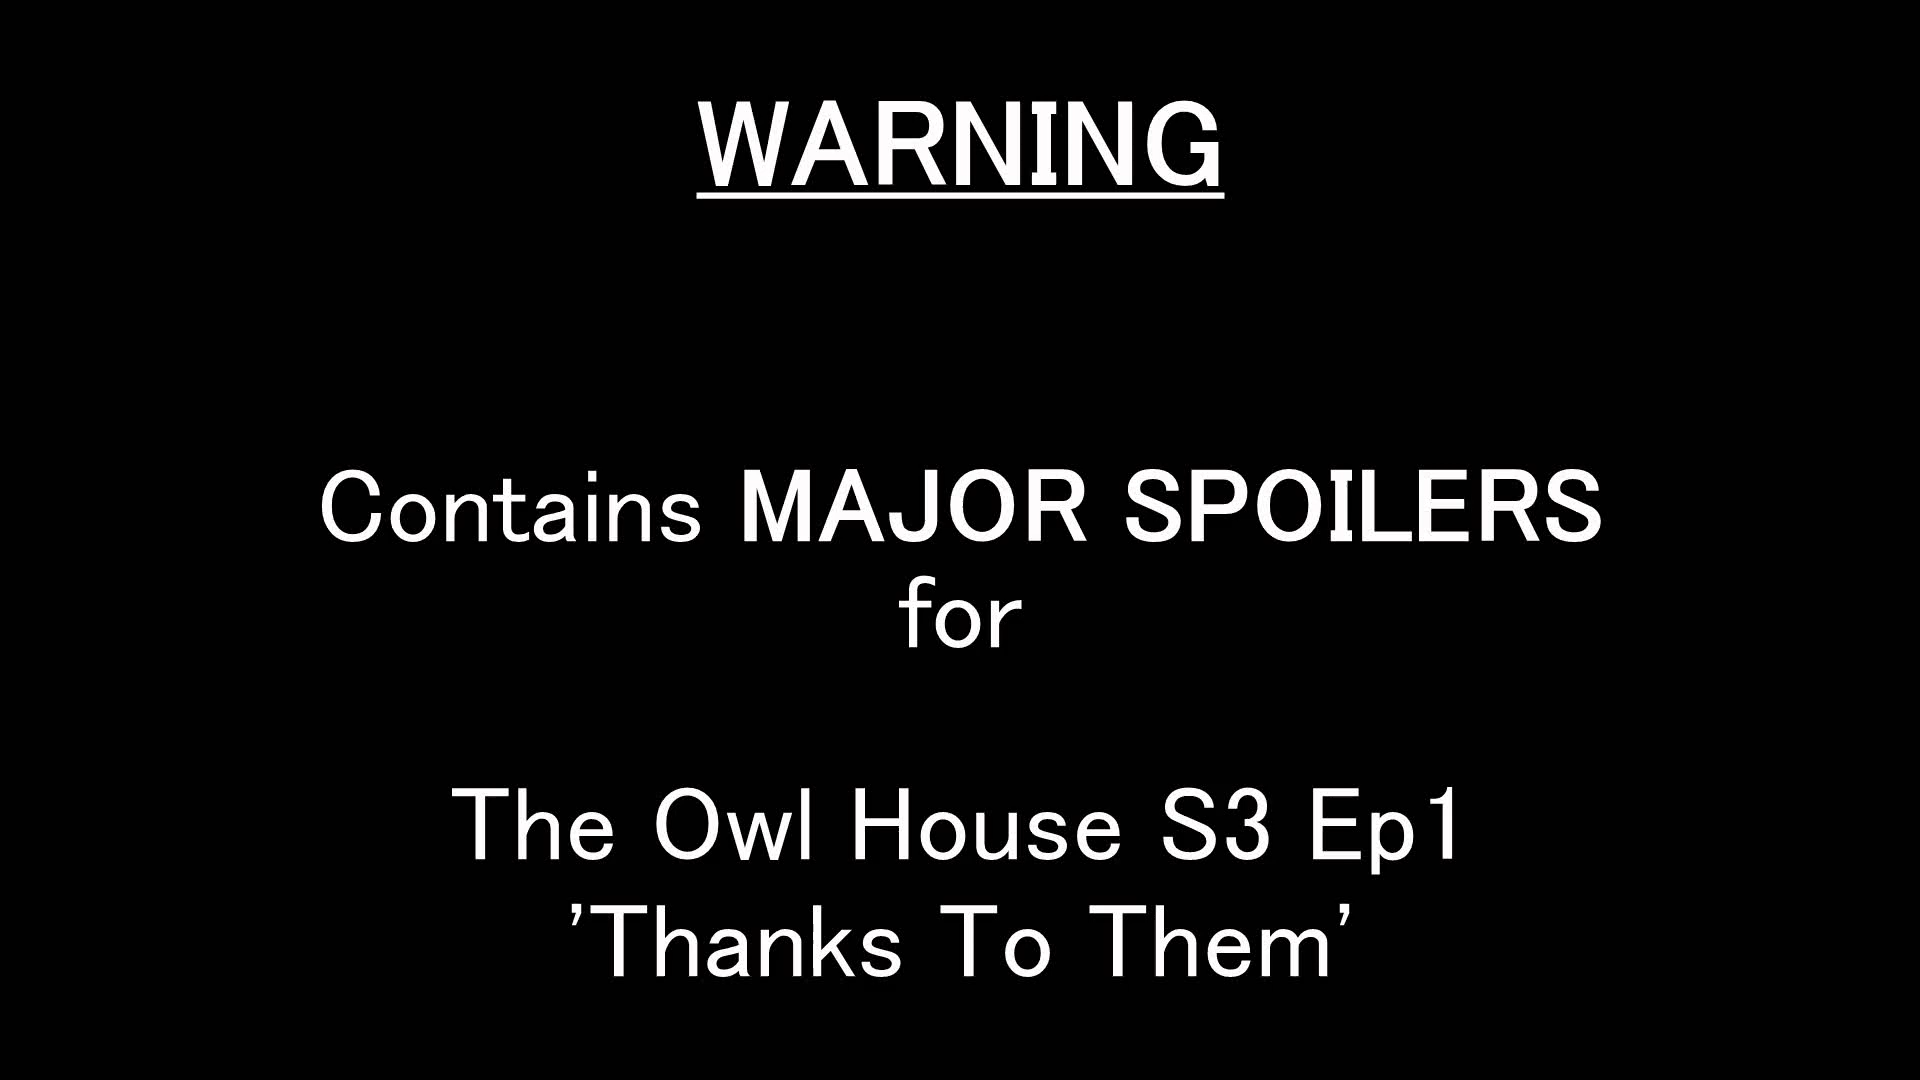 WARNING
Contains MAJOR SPOILERS
for
The Owl House S3 Ep1
'Thanks To Them'